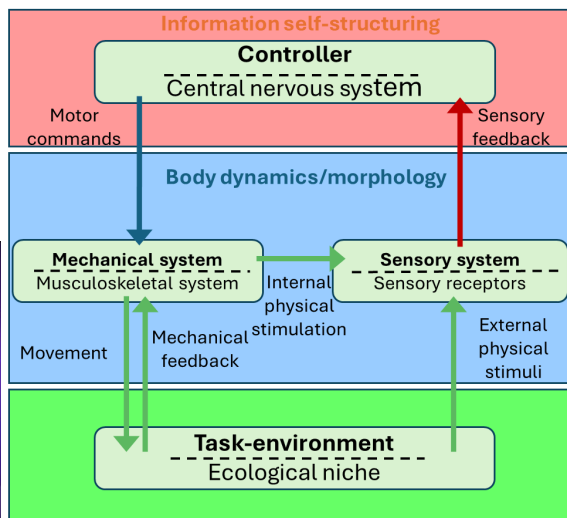 Information self-structuring
Controller
Central nervous system
Motor
commands
Sensory
feedback
Body dynamics/morphology
Mechanical system
Musculoskeletal system
Sensory system
Sensory receptors
Internal
physical
stimulation
Movement
Mechanical
feedback
External
physical
stimuli
Task-environment
Ecological niche